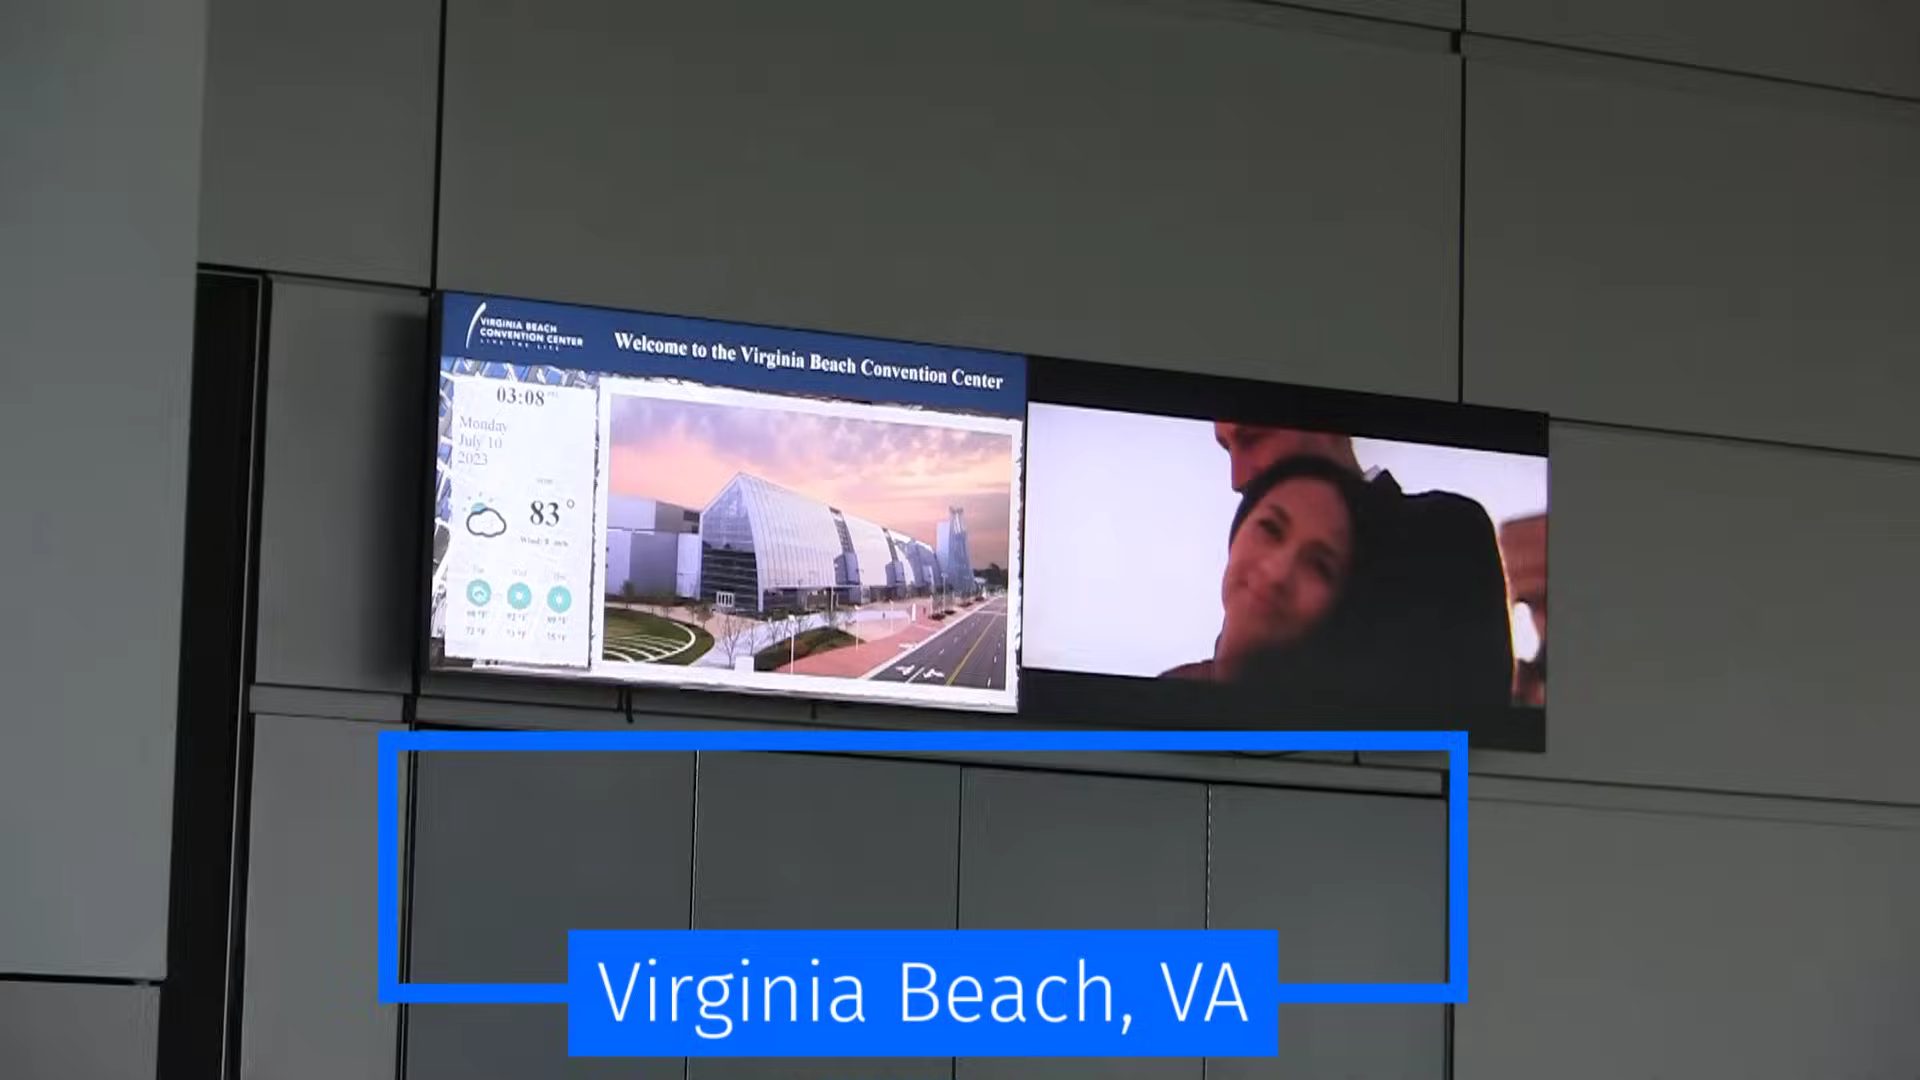 VIRGINIA BEACH
CONVENTION CENTER
Welcome to the Virginia Beach Convention Center
03:08
Monday
July 10
2023
83°
72 °F
Virginia Beach, VA